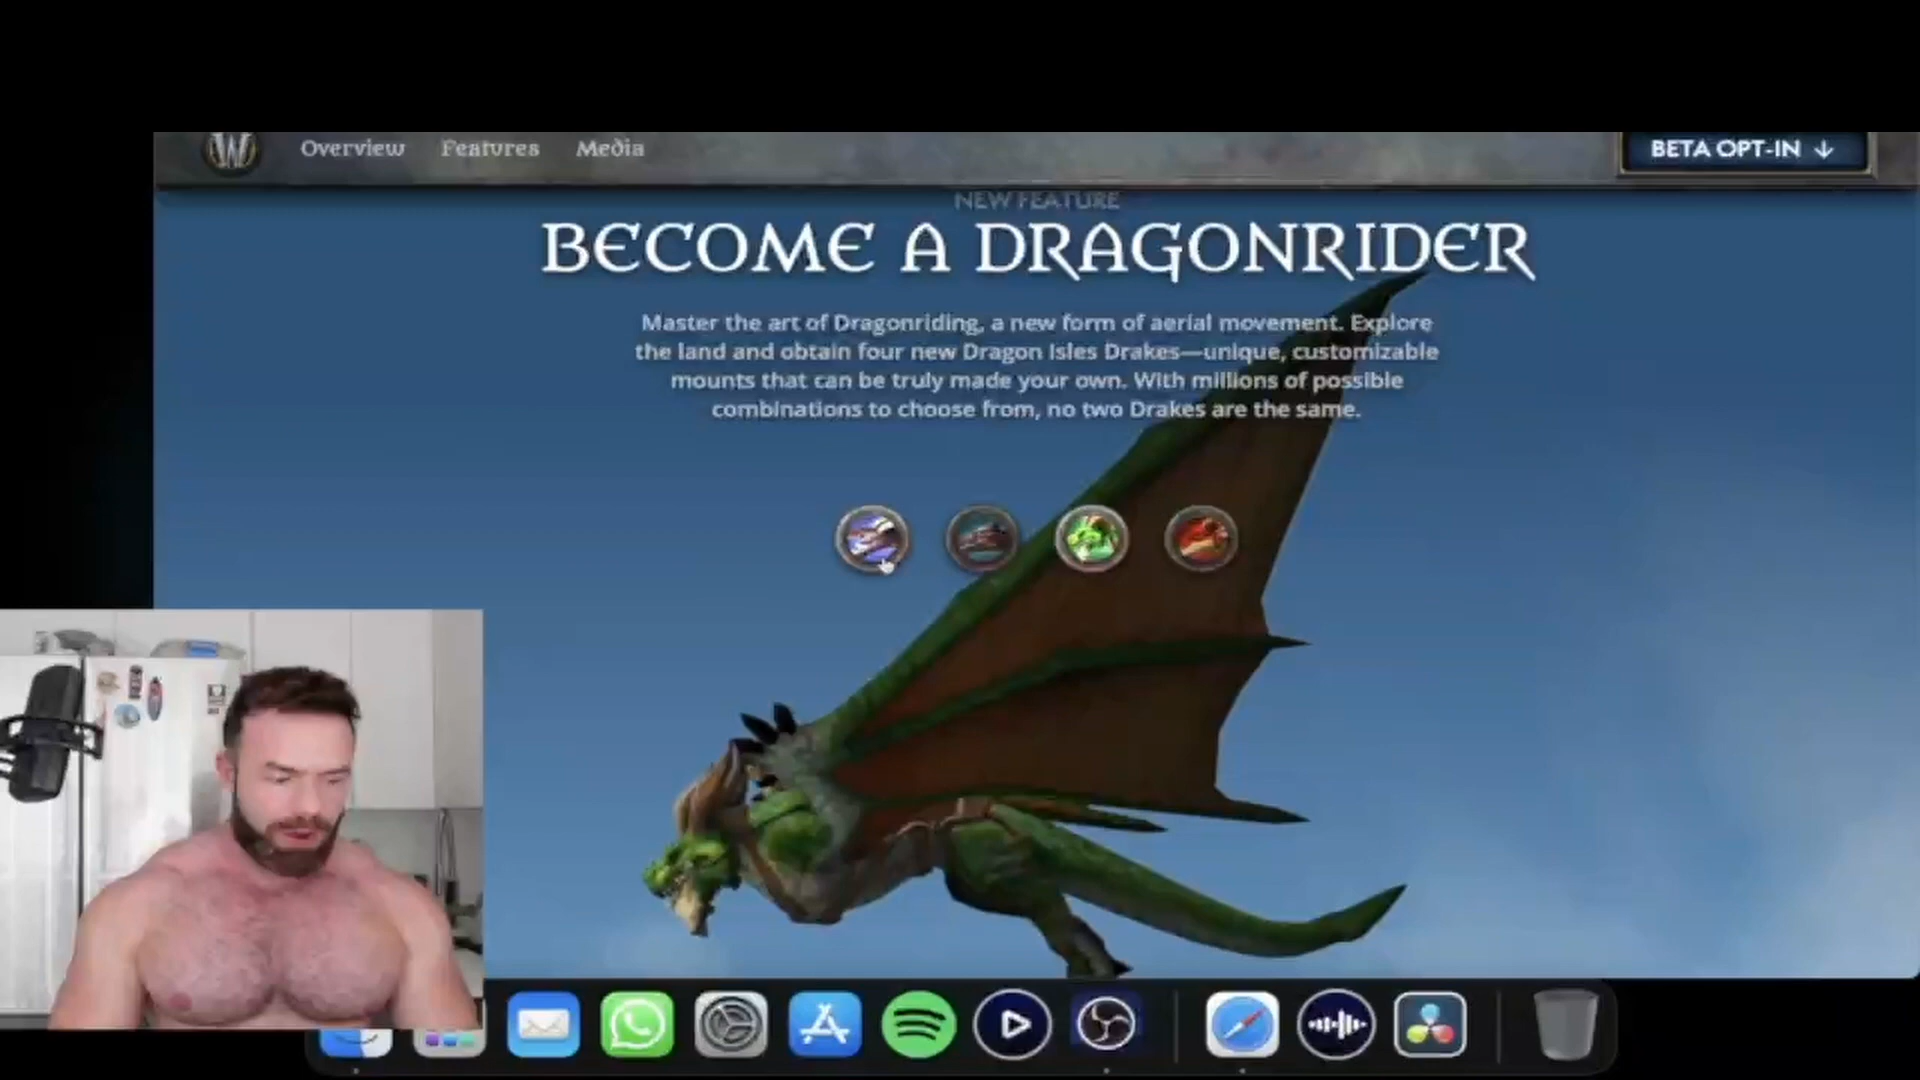 Overview Features Media
BETA OPT-IN
NEW FEATURE
BECOME A DRAGONRIDER
Master the art of Dragonriding, a new form of aerial movement. Explore
the land and obtain four new Dragon Isles Drakes—unique, customizable
mounts that can be truly made your own. With millions of possible
combinations to choose from, no two Drakes are the same.